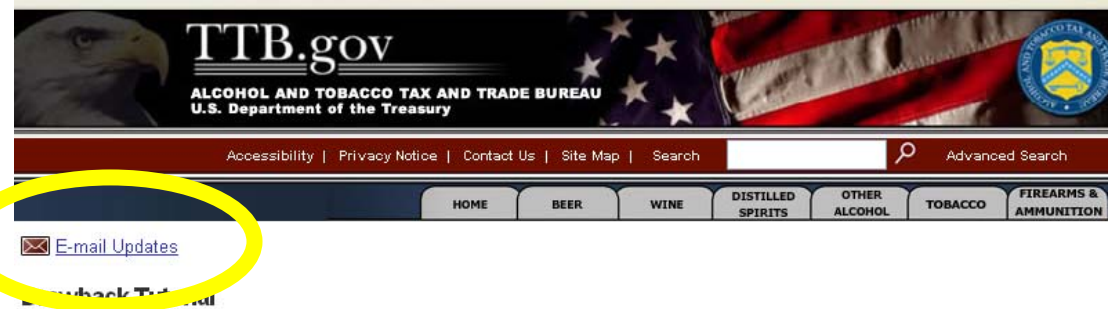 TTB.gov
ALCOHOL AND TOBACCO TAX AND TRADE BUREAU
U.S. Department of the Treasury
Accessibility | Privacy Notice | Contact Us | Site Map | Search
Advanced Search
HOME BEER WINE DISTILLED SPIRITS OTHER ALCOHOL TOBACCO FIREARMS & AMMUNITION
E-mail Updates
Tutorial